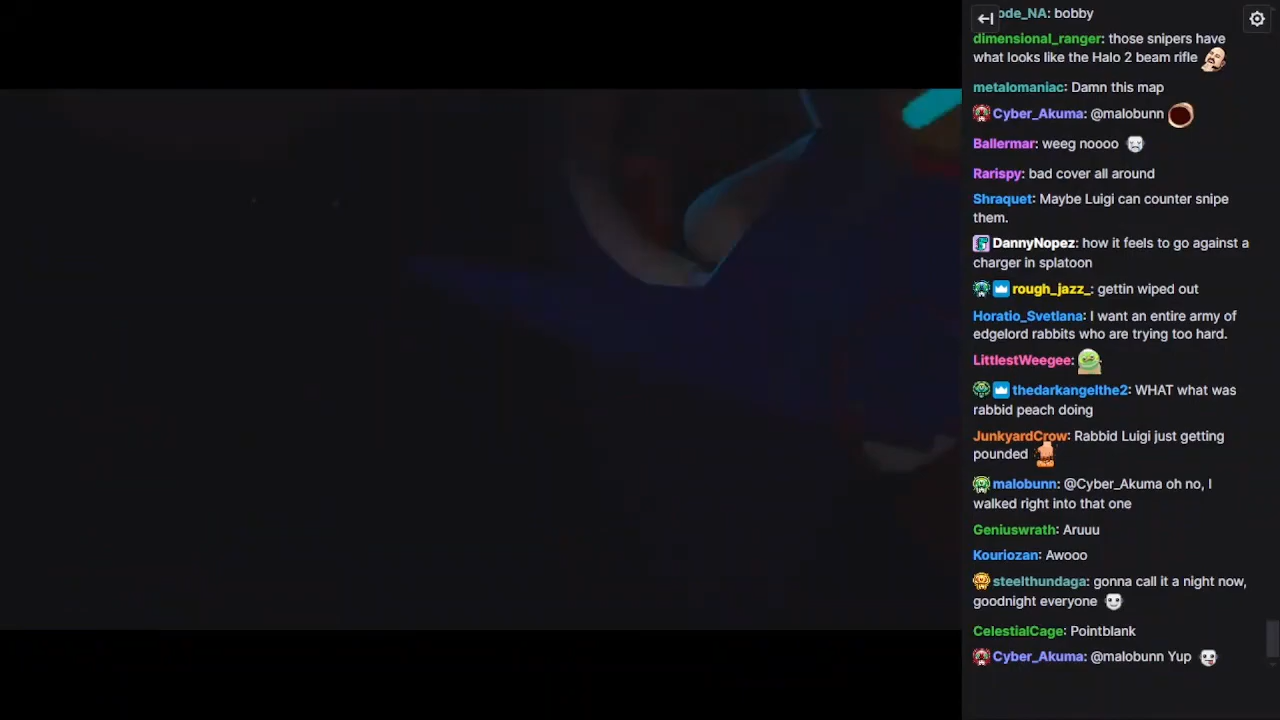 ode_NA: bobby
dimensional_ranger: those snipers have
what looks like the Halo 2 beam rifle
metalomaniac: Damn this map
Cyber_Akuma: @malobunn
Ballermar: weeg noooo
Rarispy: bad cover all around
Shraquet: Maybe Luigi can counter snipe
them.
DannyNopez: how it feels to go against a
charger in splatoon
rough_jazz_: gettin wiped out
Horatio_Svetlana: I want an entire army of
edgelord rabbits who are trying too hard.
LittlestWeegee:
thedarkangelthe2: WHAT what was
rabbid peach doing
JunkyardCrow: Rabbid Luigi just getting
pounded
malobunn: @Cyber_Akuma oh no, I
walked right into that one
Geniuswrath: Aruuu
Kouriozan: Awooo
steelthundaga: gonna call it a night now,
goodnight everyone
CelestialCage: Pointblank
Cyber_Akuma: @malobunn Yup